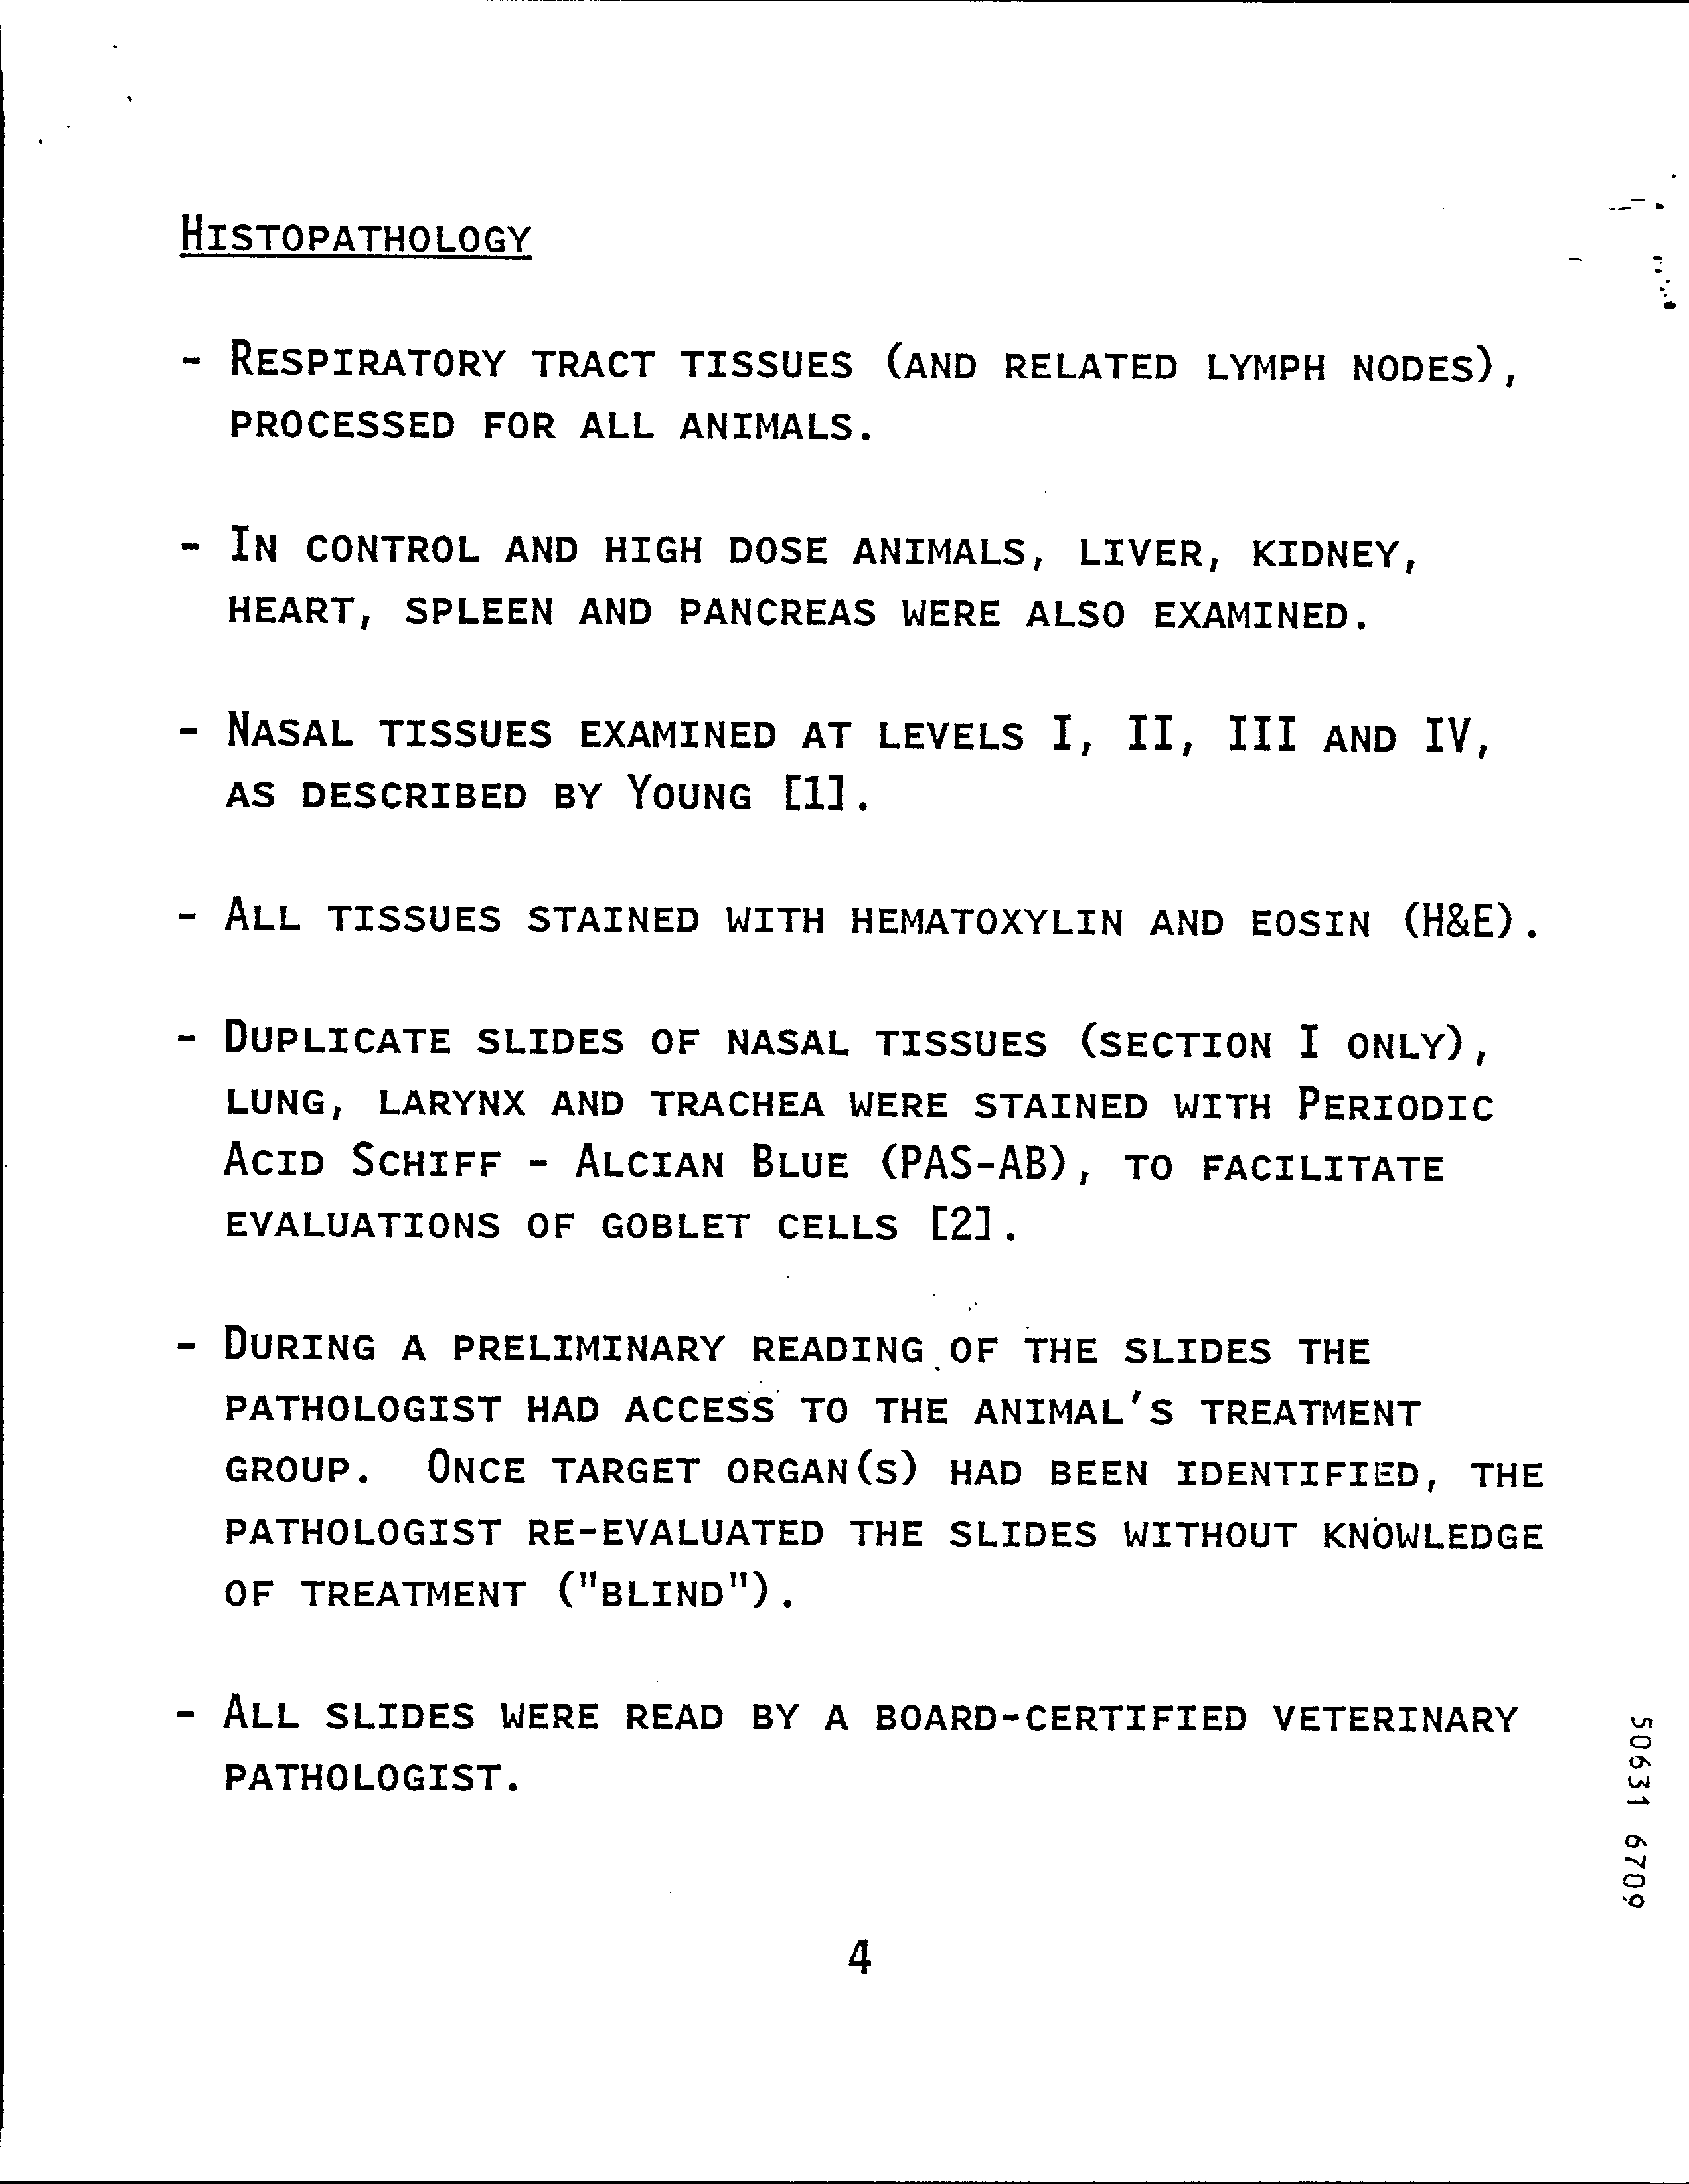 HISTOPATHOLOGY
- RESPIRATORY TRACT TISSUES (AND RELATED LYMPH NODES),
PROCESSED FOR ALL ANIMALS.
- IN CONTROL AND HIGH DOSE ANIMALS, LIVER, KIDNEY,
HEART, SPLEEN AND PANCREAS WERE ALSO EXAMINED.
- NASAL TISSUES EXAMINED AT LEVELS I, II, III AND IV,
AS DESCRIBED BY YOUNG [1].
- ALL TISSUES STAINED WITH HEMATOXYLIN AND EOSIN (H&E).
- DUPLICATE SLIDES OF NASAL TISSUES (SECTION I ONLY),
LUNG, LARYNX AND TRACHEA WERE STAINED WITH PERIODIC
ACID SCHIFF - ALCIAN BLUE (PAS-AB), TO FACILITATE
EVALUATIONS OF GOBLET CELLS [2].
- DURING A PRELIMINARY READING OF THE SLIDES THE
PATHOLOGIST HAD ACCESS TO THE ANIMAL'S TREATMENT
GROUP. ONCE TARGET ORGAN(S) HAD BEEN IDENTIFIED, THE
PATHOLOGIST RE-EVALUATED THE SLIDES WITHOUT KNOWLEDGE
OF TREATMENT ("BLIND").
- ALL SLIDES WERE READ BY A BOARD-CERTIFIED VETERINARY
PATHOLOGIST.
50631 6709
4